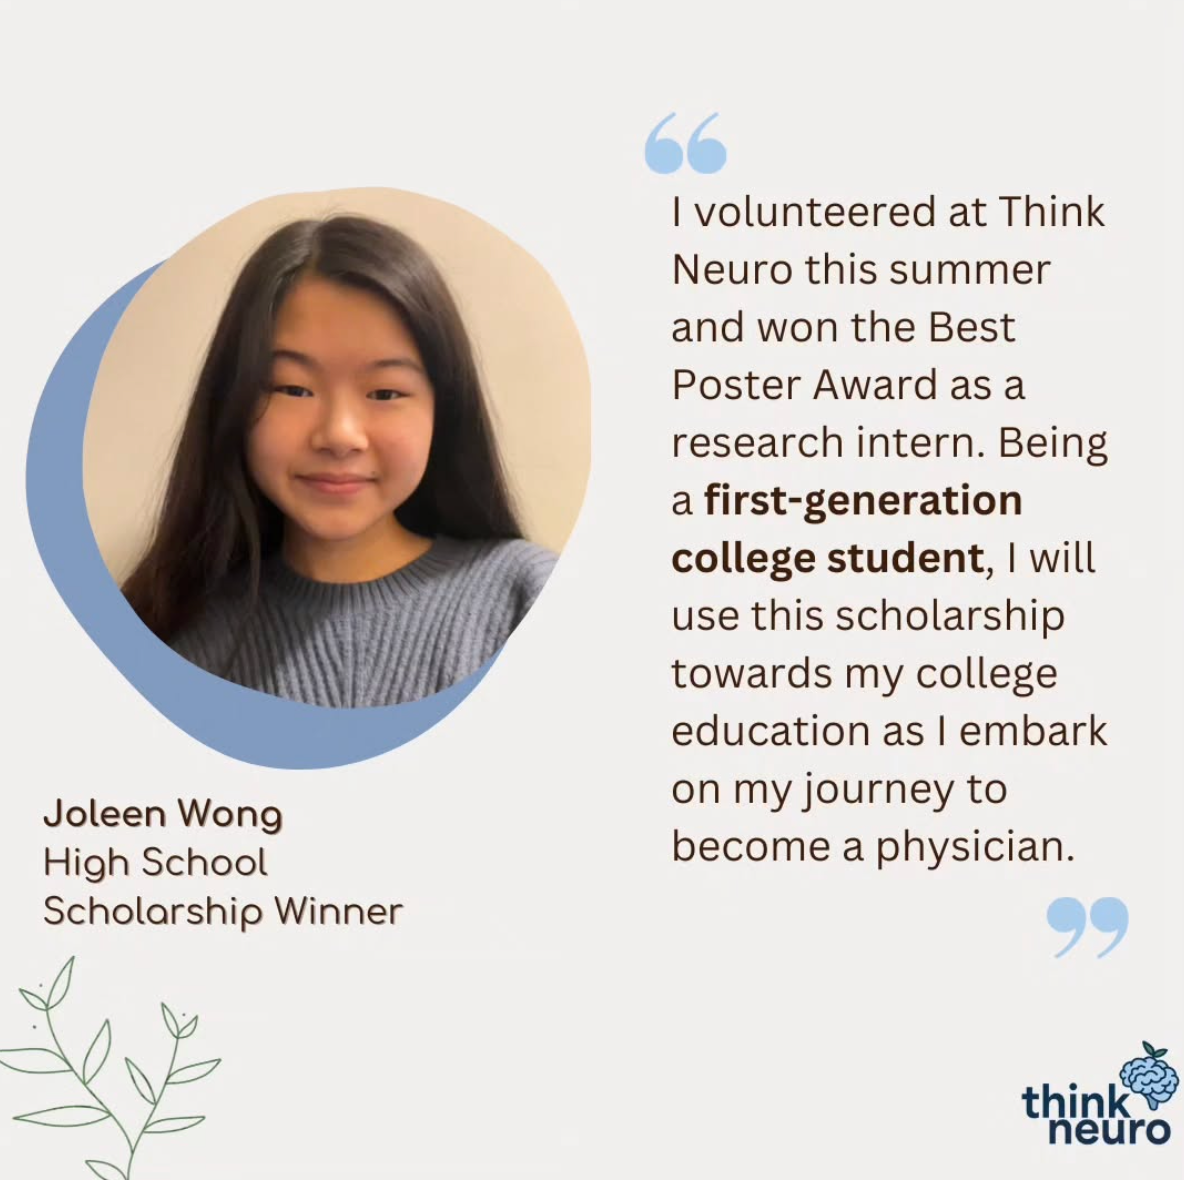 “
I volunteered at Think
Neuro this summer
and won the Best
Poster Award as a
research intern. Being
a first-generation
college student, I will
use this scholarship
towards my college
education as I embark
on my journey to
become a physician.
”
Joleen Wong
High School
Scholarship Winner
think
neuro